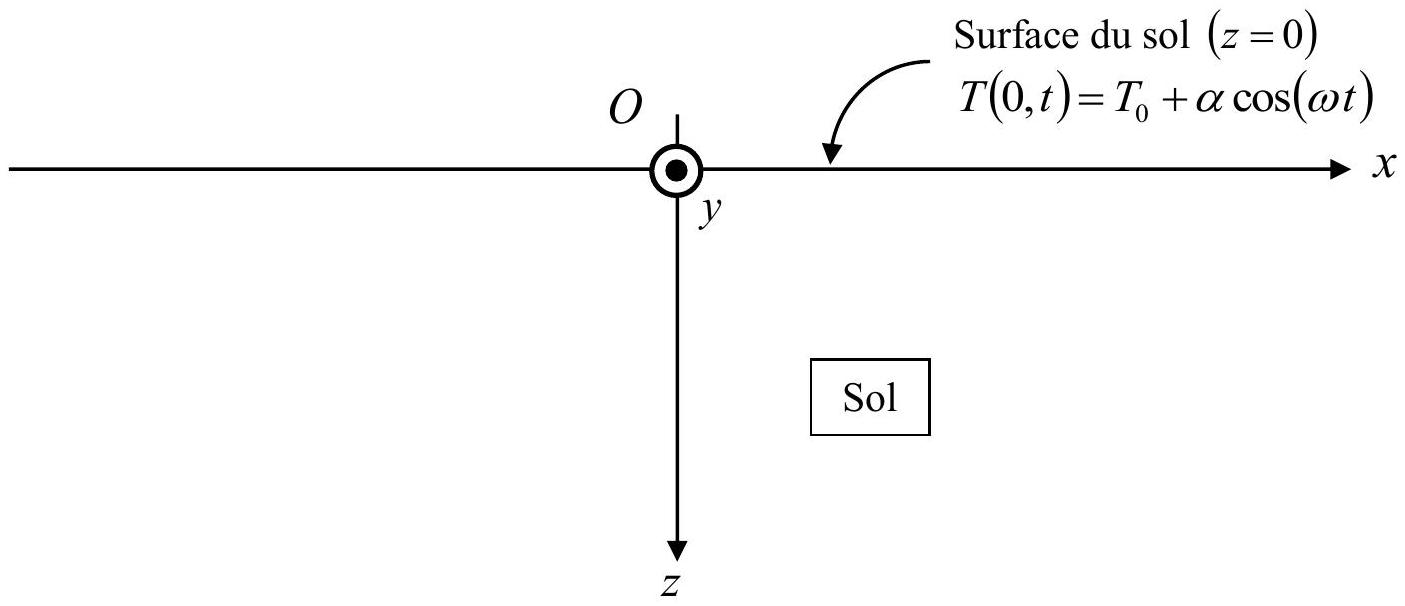 Surface du sol (z = 0)
T(0,t) = T₀ + α cos(ωt)
O
x
y
Sol
z